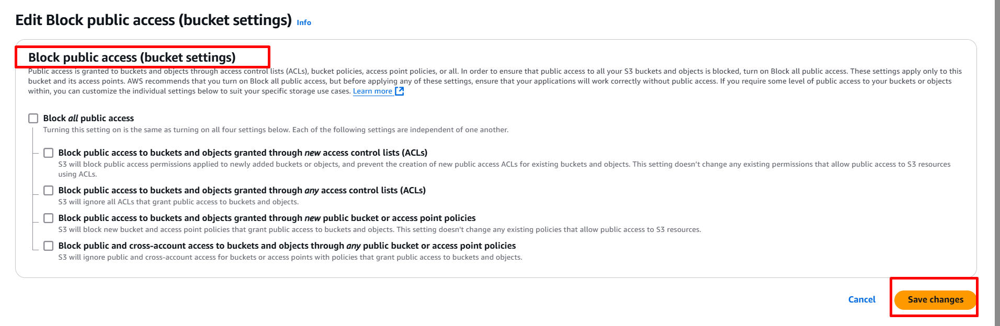 Edit Block public access (bucket settings) Info
Block public access (bucket settings)
Public access is granted to buckets and objects through access control lists (ACLs), bucket policies, access point policies, or all. In order to ensure that public access to all your S3 buckets and objects is blocked, turn on Block all public access. These settings apply only to this
bucket and its access points. AWS recommends that you turn on Block all public access, but before applying any of these settings, ensure that your applications will work correctly without public access. If you require some level of public access to your buckets or objects
within, you can customize the individual settings below to suit your specific storage use cases. Learn more
Block all public access
Turning this setting on is the same as turning on all four settings below. Each of the following settings are independent of one another.
Block public access to buckets and objects granted through new access control lists (ACLs)
S3 will block public access permissions applied to newly added buckets or objects, and prevent the creation of new public access ACLs for existing buckets and objects. This setting doesn't change any existing permissions that allow public access to S3 resources
using ACLs.
Block public access to buckets and objects granted through any access control lists (ACLs)
S3 will ignore all ACLs that grant public access to buckets and objects.
Block public access to buckets and objects granted through new public bucket or access point policies
S3 will block new bucket and access point policies that grant public access to buckets and objects. This setting doesn't change any existing policies that allow public access to S3 resources.
Block public and cross-account access to buckets and objects through any public bucket or access point policies
S3 will ignore public and cross-account access for buckets or access points with policies that grant public access to buckets and objects.
Cancel Save changes